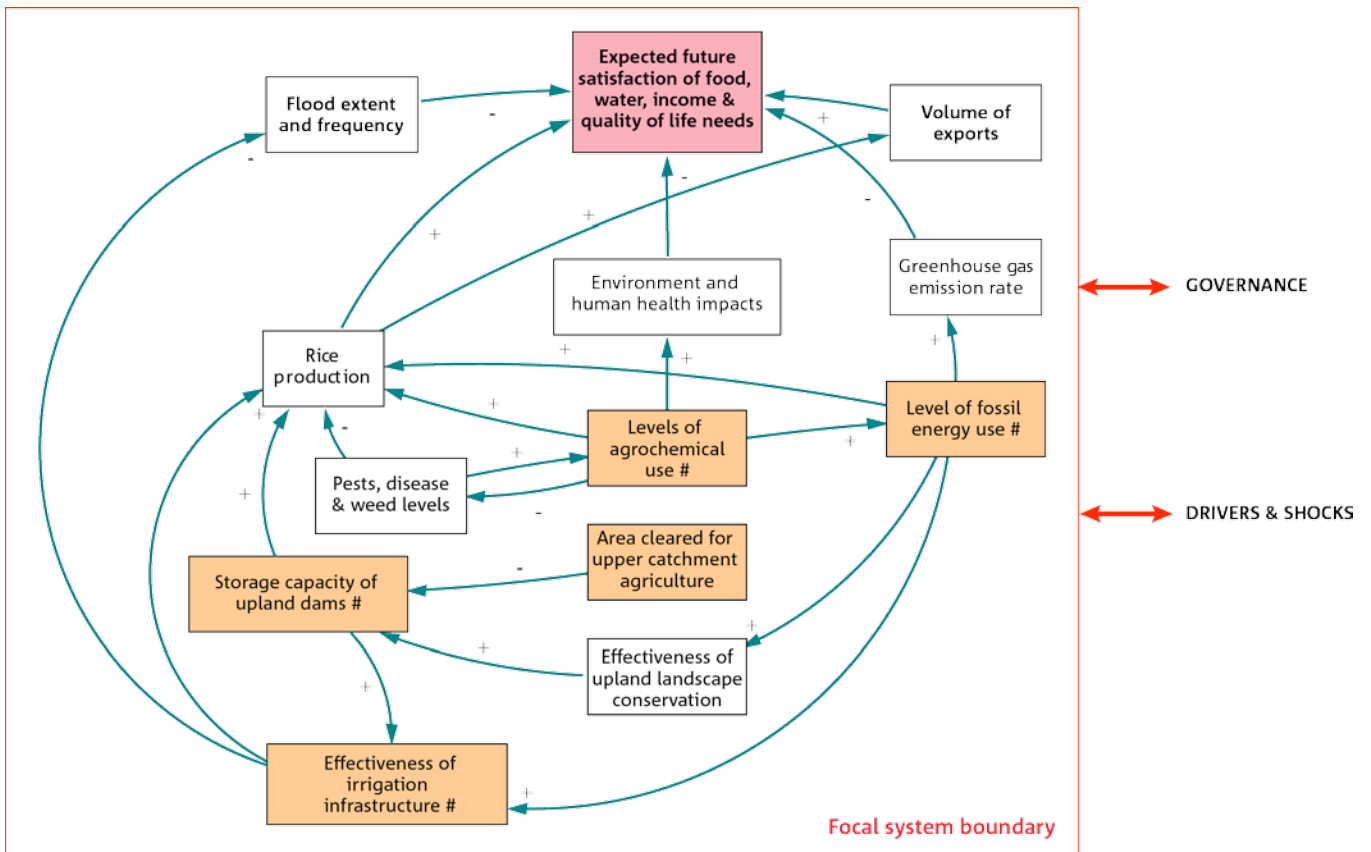 Expected future
satisfaction of food,
water, income &
quality of life needs
Flood extent
and frequency
Volume of
exports
-
+
-
-
-
+
+
Environment and
human health impacts
Greenhouse gas
emission rate
GOVERNANCE
Rice
production
+
+
+
Level of fossil
energy use #
+
+
-
Levels of
agrochemical
use #
+
+
Pests, disease
& weed levels
+
-
DRIVERS & SHOCKS
Area cleared for
upper catchment
agriculture
-
Storage capacity of
upland dams #
+
+
Effectiveness of
upland landscape
conservation
+
Effectiveness of
irrigation
infrastructure #
+
Focal system boundary